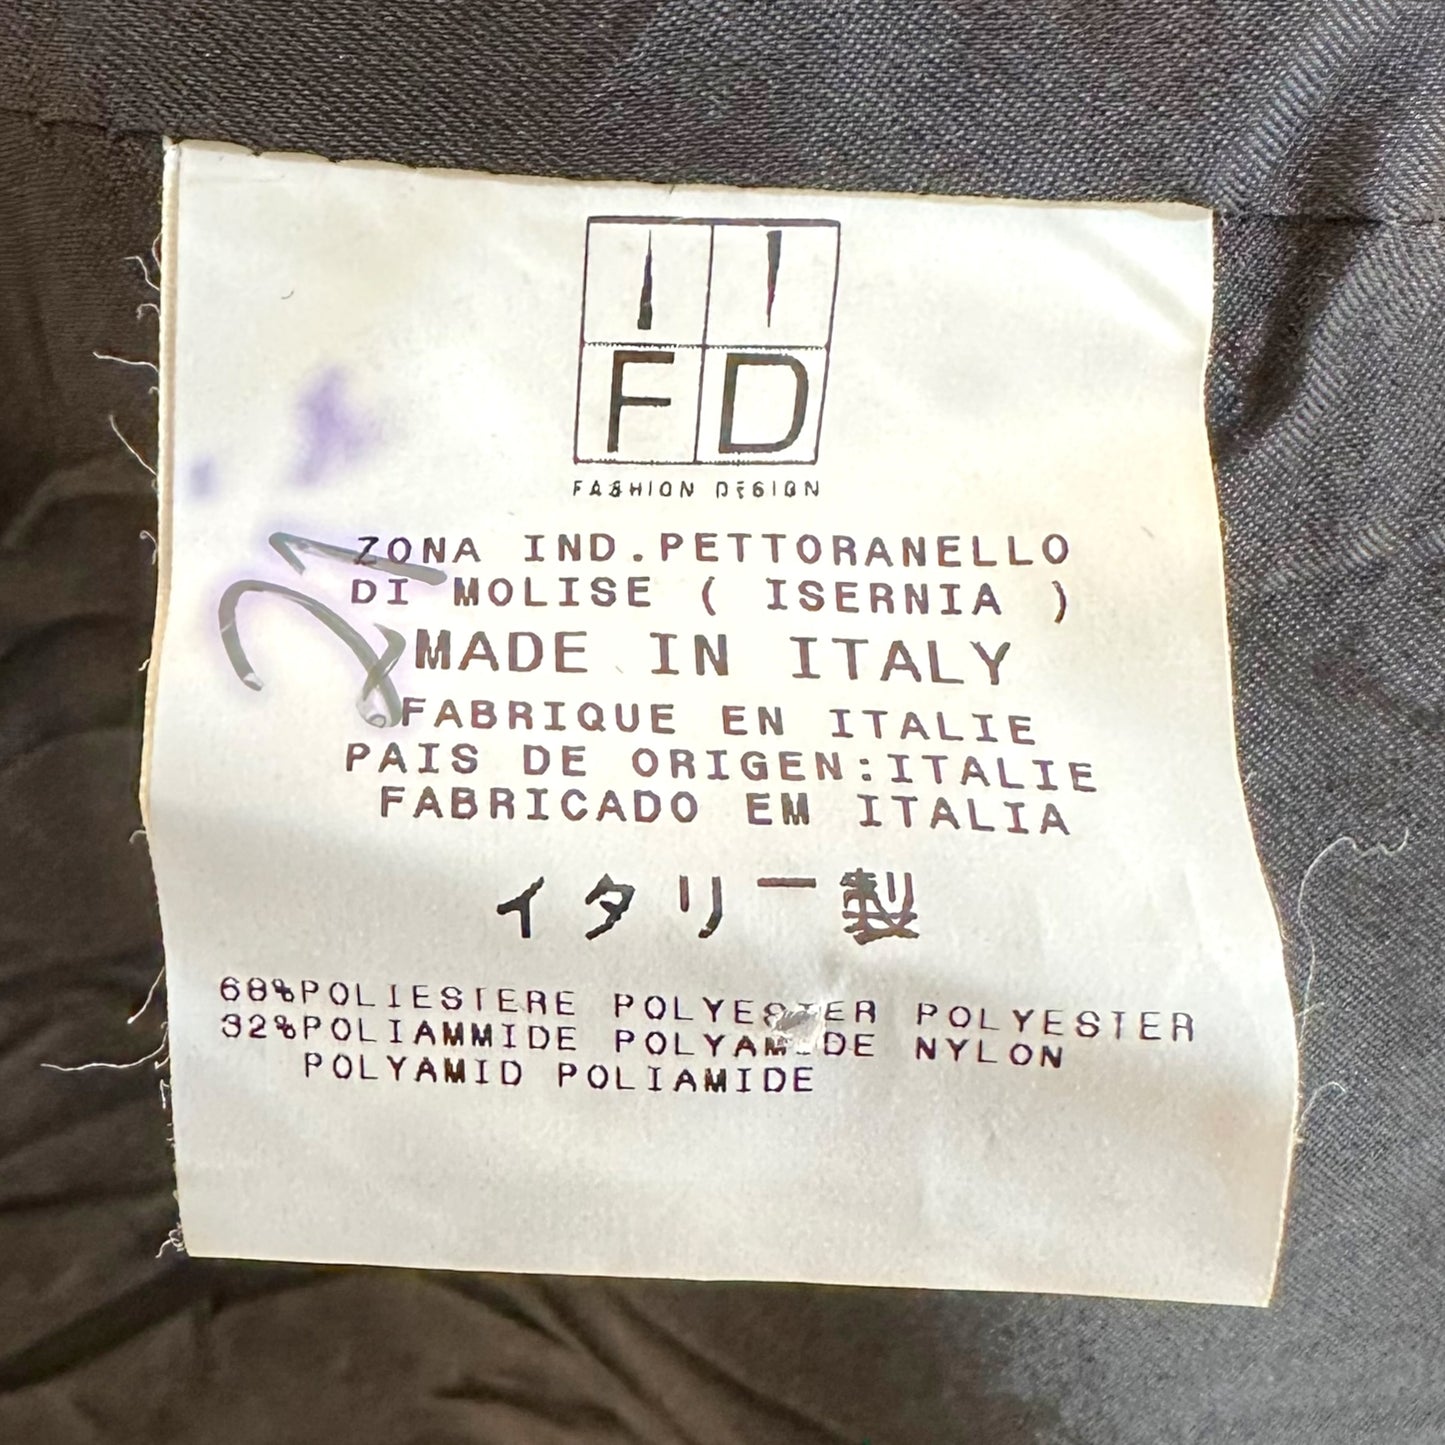 F D
FASHION DESIGN
21
ZONA IND.PETTORANELLO
DI MOLISE ( ISERNIA )
MADE IN ITALY
FABRIQUE EN ITALIE
PAIS DE ORIGEN:ITALIE
FABRICADO EM ITALIA
イタリー製
68%POLIESTERE POLYESTER POLYESTER
32%POLIAMMIDE POLYAMIDE NYLON
POLYAMID POLIAMIDE